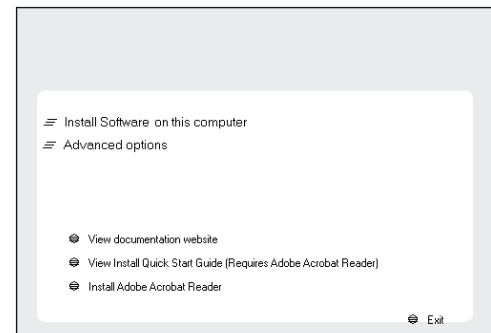 Install Software on this computer
Advanced options
View documentation website
View Install Quick Start Guide (Requires Adobe Acrobat Reader)
Install Adobe Acrobat Reader
Exit